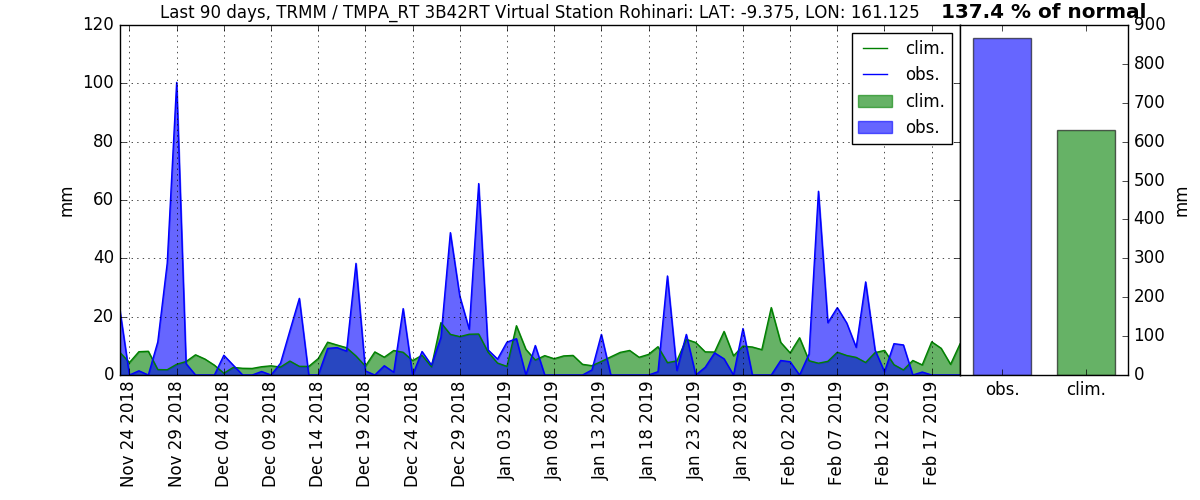 Last 90 days, TRMM / TMPA_RT 3B42RT Virtual Station Rohinari: LAT: -9.375, LON: 161.125
137.4 % of normal
120
100
80
60
40
20
0
mm
clim.
obs.
clim.
obs.
Nov 24 2018
Nov 29 2018
Dec 04 2018
Dec 09 2018
Dec 14 2018
Dec 19 2018
Dec 24 2018
Dec 29 2018
Jan 03 2019
Jan 08 2019
Jan 13 2019
Jan 18 2019
Jan 23 2019
Jan 28 2019
Feb 02 2019
Feb 07 2019
Feb 12 2019
Feb 17 2019
900
800
700
600
500
400
300
200
100
0
mm
obs.
clim.